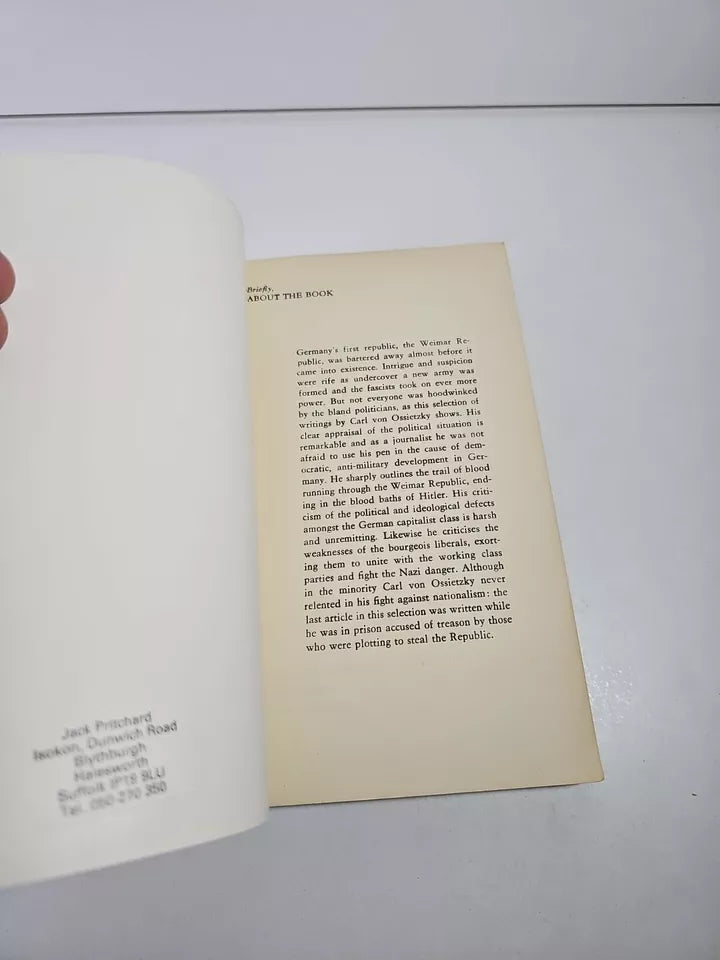 Jack Pritchard
Isokon, Dunwich Road
Blythburgh
Halesworth
Suffolk IP19 9LU
Tel. 050-270 350
Briefly,
ABOUT THE BOOK
Germany's first republic, the Weimar Re-
public, was bartered away almost before it
came into existence. Intrigue and suspicion
were rife as undercover a new army was
formed and the fascists took on ever more
power. But not everyone was hoodwinked
by the bland politicians, as this selection of
writings by Carl von Ossietzky shows. His
clear appraisal of the political situation is
remarkable and as a journalist he was not
afraid to use his pen in the cause of dem-
ocratic, anti-military development in Ger-
many. He sharply outlines the trail of blood
running through the Weimar Republic, end-
ing in the blood baths of Hitler. His criti-
cism of the political and ideological defects
amongst the German capitalist class is harsh
and unremitting. Likewise he criticises the
weaknesses of the bourgeois liberals, exort-
ing them to unite with the working class
parties and fight the Nazi danger. Although
in the minority Carl von Ossietzky never
relented in his fight against nationalism: the
last article in this selection was written while
he was in prison accused of treason by those
who were plotting to steal the Republic.